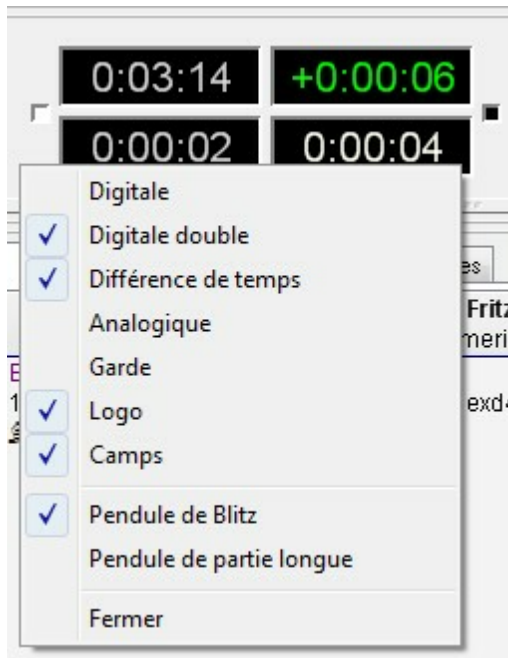 0:03:14 +0:00:06
0:00:02 0:00:04
Digitale
Digitale double
Différence de temps
Analogique
Garde
Logo
Camps
Pendule de Blitz
Pendule de partie longue
Fermer